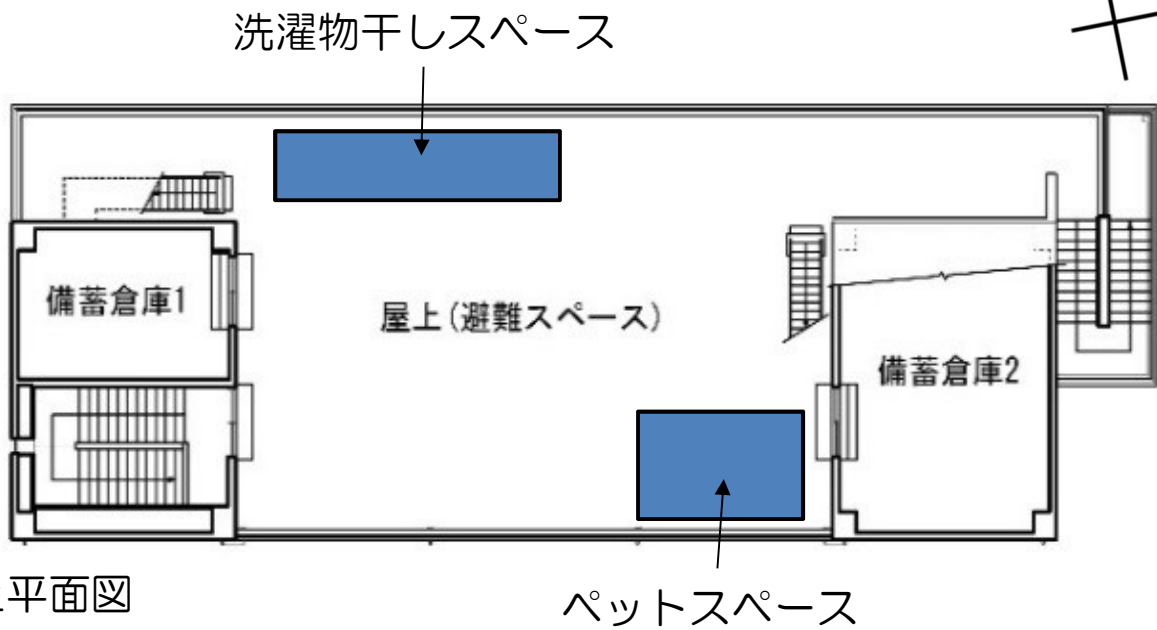 洗濯物干しスペース
備蓄倉庫1
屋上(避難スペース)
備蓄倉庫2
平面図
ペットスペース